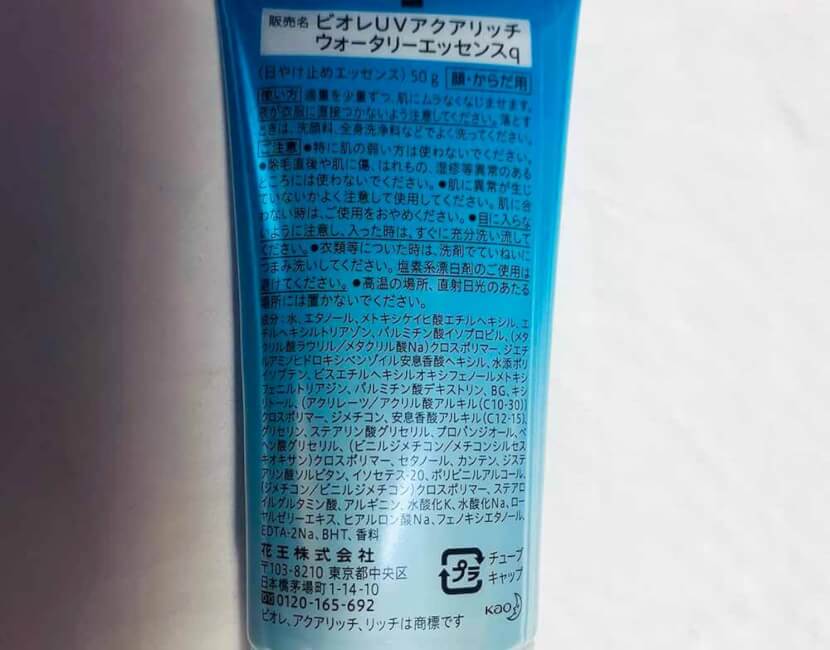 販売名 ビオレUVアクアリッチ
ウォータリーエッセンスq
(日やけ止めエッセンス) 50g 顔・からだ用
使い方 適量を少量ずつ、肌にムラなくなじませます。
液が衣服に直接つかないよう注意してください。落とす
ときは、洗顔料、全身洗浄料などでよく洗ってください。
ご注意 ●特に肌の弱い方は使わないでください。
●除毛直後や肌に傷、はれもの、湿疹等異常のある
ところには使わないでください。●肌に異常が生じ
ていないかよく注意して使用してください。肌に合
わない時は、ご使用をおやめください。●目に入らな
いように注意し、入った時は、すぐに充分洗い流して
ください。●衣類等についた時は、洗剤でていねいに
つまみ洗いしてください。塩素系漂白剤のご使用は
避けてください。●高温の場所、直射日光のあたる
場所には置かないでください。
成分:水、エタノール、メトキシケイヒ酸エチルヘキシル、エ
チルヘキシルトリアゾン、パルミチン酸イソプロピル、(メタ
クリル酸ラウリル/メタクリル酸Na)クロスポリマー、ジエチ
ルアミノヒドロキシベンゾイル安息香酸ヘキシル、水添ポリ
イソブテン、ビスエチルヘキシルオキシフェノールメトキシ
フェニルトリアジン、パルミチン酸デキストリン、BG、キシ
リトール、(アクリレーツ/アクリル酸アルキル(C10-30))
クロスポリマー、ジメチコン、安息香酸アルキル(C12-15)、
グリセリン、ステアリン酸グリセリル、プロパンジオール、ベ
ヘン酸グリセリル、(ビニルジメチコン/メチコンシルセス
キオキサン)クロスポリマー、セタノール、カンテン、ジステ
アリン酸ソルビタン、イソセテス-20、ポリビニルアルコール、
(ジメチコン/ビニルジメチコン)クロスポリマー、ステアロ
イルグルタミン酸、アルギニン、水酸化K、水酸化Na、ロー
ヤルゼリーエキス、ヒアルロン酸Na、フェノキシエタノール、
EDTA-2Na、BHT、香料
花王株式会社
〒103-8210 東京都中央区
日本橋茅場町1-14-10
0120-165-692
ビオレ、アクアリッチ、リッチは商標です
プラ
チューブ
キャップ
Kao